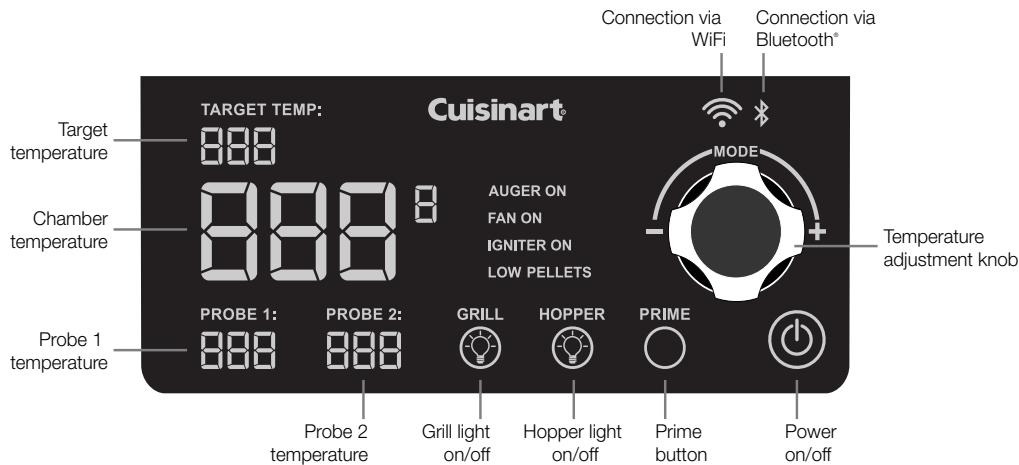 Connection via
WiFi
Connection via
Bluetooth®
TARGET TEMP:
Cuisinart®
Target
temperature
888
MODE
888
8
AUGER ON
FAN ON
IGNITER ON
LOW PELLETS
Chamber
temperature
- +
Temperature
adjustment knob
PROBE 1:
PROBE 2:
GRILL
HOPPER
PRIME
Probe 1
temperature
888
888
Probe 2
temperature
Grill light
on/off
Hopper light
on/off
Prime
button
Power
on/off